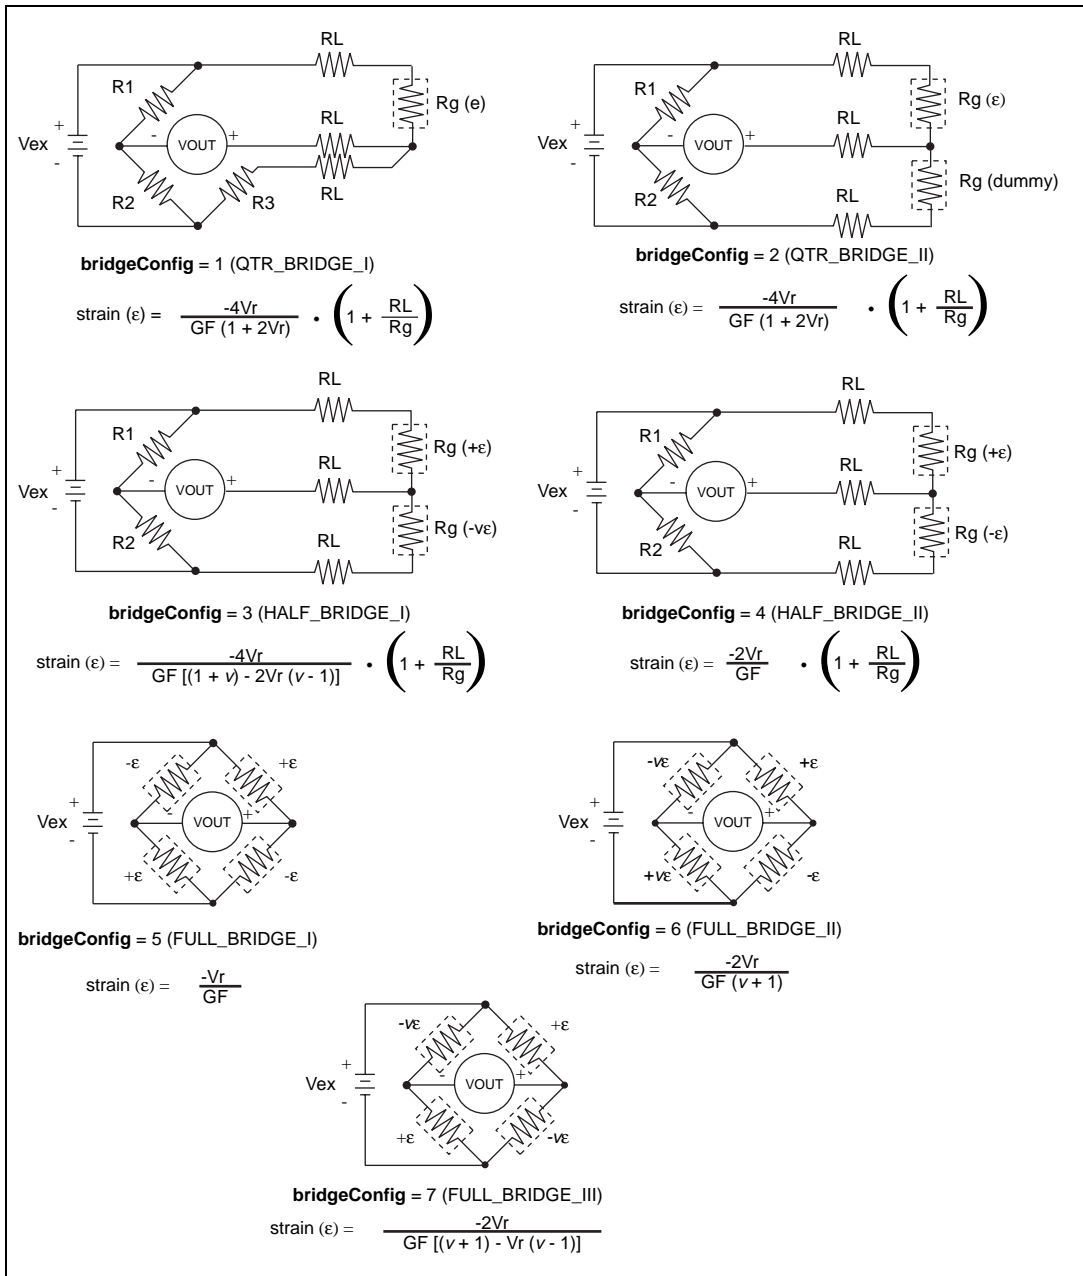 RL
R1
Rg (e)
+
Vex
-
-
VOUT
+
RL
R2
R3
RL
bridgeConfig = 1 (QTR_BRIDGE_I)
strain (ε) = -4Vr / GF (1 + 2Vr) • (1 + RL / Rg)
RL
R1
Rg (ε)
+
Vex
-
-
VOUT
+
RL
R2
Rg (dummy)
RL
bridgeConfig = 2 (QTR_BRIDGE_II)
strain (ε) = -4Vr / GF (1 + 2Vr) • (1 + RL / Rg)
RL
R1
Rg (+ε)
+
Vex
-
-
VOUT
+
RL
R2
Rg (-vε)
RL
bridgeConfig = 3 (HALF_BRIDGE_I)
strain (ε) = -4Vr / GF [(1 + v) - 2Vr (v - 1)] • (1 + RL / Rg)
RL
R1
Rg (+ε)
+
Vex
-
-
VOUT
+
RL
R2
Rg (-ε)
RL
bridgeConfig = 4 (HALF_BRIDGE_II)
strain (ε) = -2Vr / GF • (1 + RL / Rg)
-ε
+ε
+
Vex
-
-
VOUT
+
+ε
-ε
bridgeConfig = 5 (FULL_BRIDGE_I)
strain (ε) = -Vr / GF
-vε
+ε
+
Vex
-
-
VOUT
+
+vε
-ε
bridgeConfig = 6 (FULL_BRIDGE_II)
strain (ε) = -2Vr / GF (v + 1)
-vε
+ε
+
Vex
-
-
VOUT
+
+ε
-vε
bridgeConfig = 7 (FULL_BRIDGE_III)
strain (ε) = -2Vr / GF [(v + 1) - Vr (v - 1)]